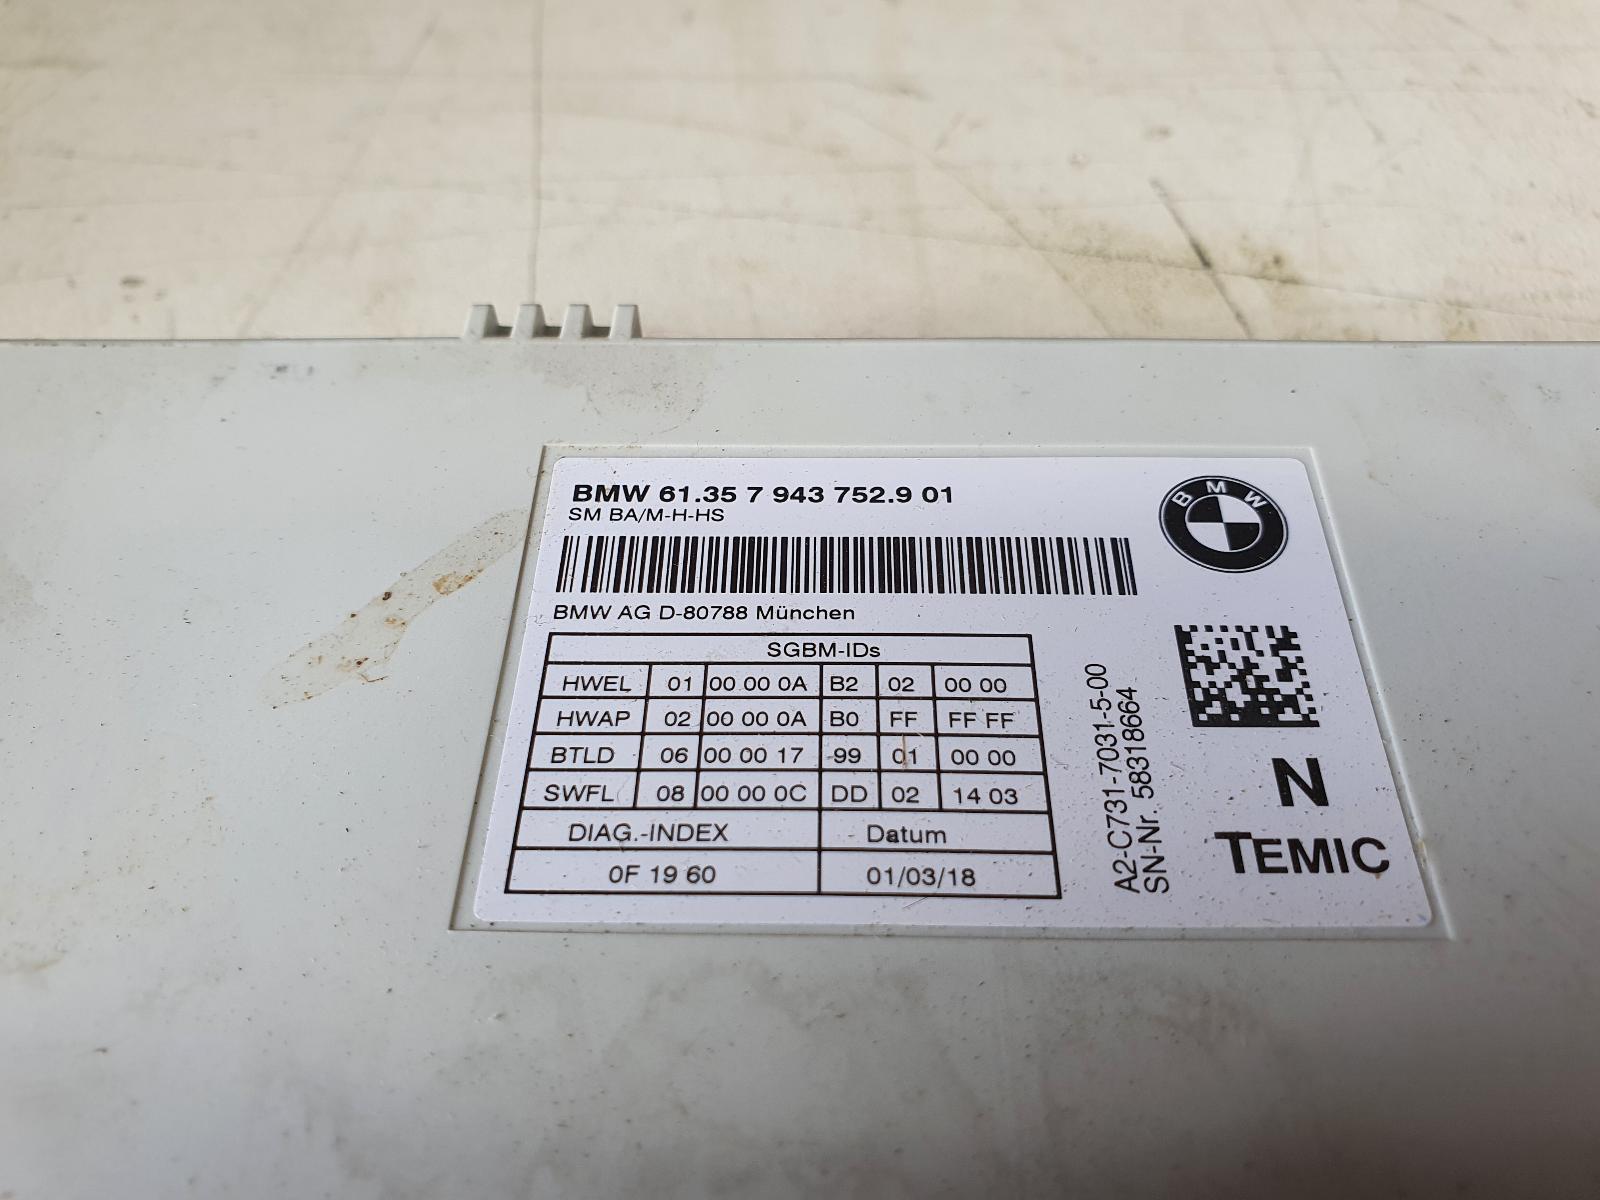 BMW 61.35 7 943 752.9 01
SM BA/M-H-HS
BMW
BMW AG D-80788 München
SGBM-IDs
HWEL 01 00 00 0A B2 02 00 00
HWAP 02 00 00 0A B0 FF FF FF
BTLD 06 00 00 17 99 01 00 00
SWFL 08 00 00 0C DD 02 14 03
DIAG.-INDEX Datum
0F 19 60 01/03/18
A2-C731-7031-5-00
SN-Nr. 58318664
N
TEMIC